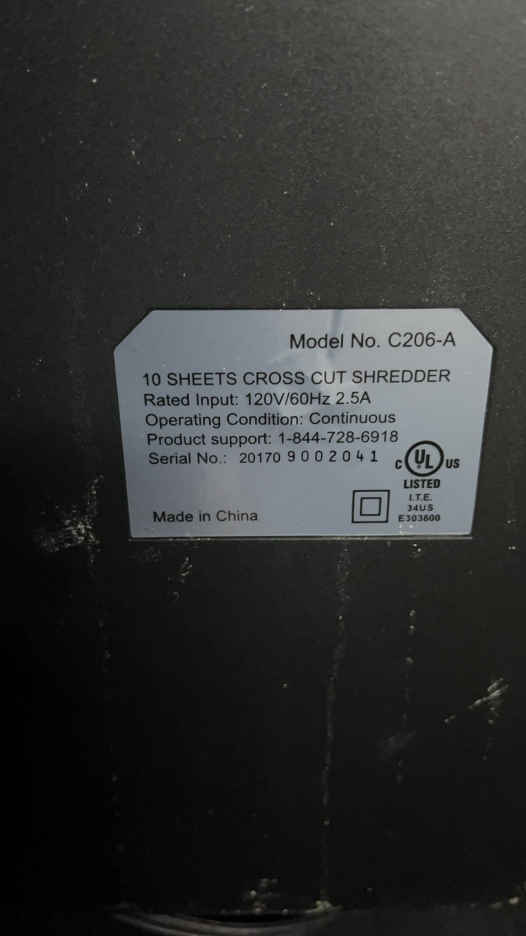 Model No. C206-A
10 SHEETS CROSS CUT SHREDDER
Rated Input: 120V/60Hz 2.5A
Operating Condition: Continuous
Product support: 1-844-728-6918
Serial No.: 20170 9002041
C UL US
LISTED
I.T.E.
34US
E303600
Made in China